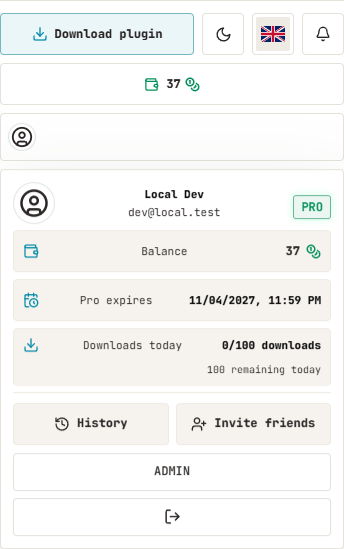 Download plugin
37
Local Dev
dev@local.test
PRO
Balance
37
Pro expires
11/04/2027, 11:59 PM
Downloads today
0/100 downloads
100 remaining today
History
Invite friends
ADMIN